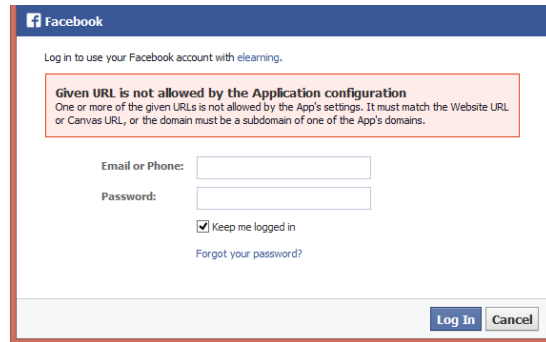 Facebook
Log in to use your Facebook account with elearning.
Given URL is not allowed by the Application configuration
One or more of the given URLs is not allowed by the App's settings. It must match the Website URL
or Canvas URL, or the domain must be a subdomain of one of the App's domains.
Email or Phone:
Password:
Keep me logged in
Forgot your password?
Log In Cancel